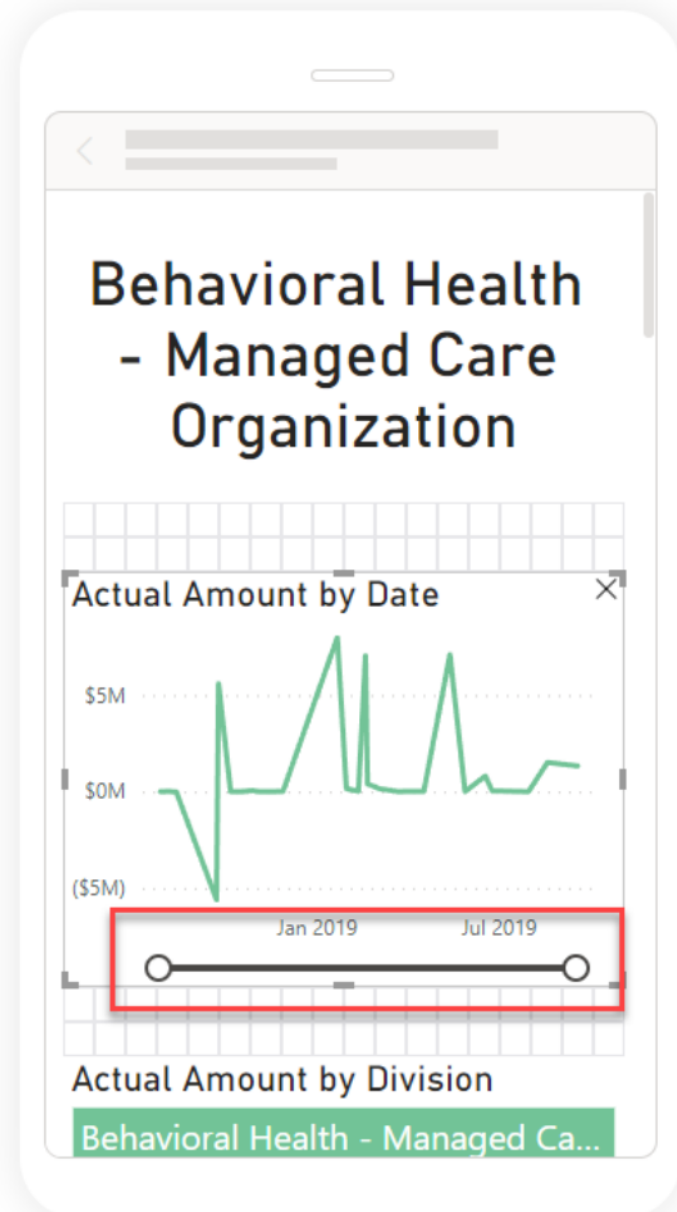 Behavioral Health
- Managed Care
Organization
Actual Amount by Date
$5M
$0M
($5M)
Jan 2019 Jul 2019
Actual Amount by Division
Behavioral Health - Managed Ca...